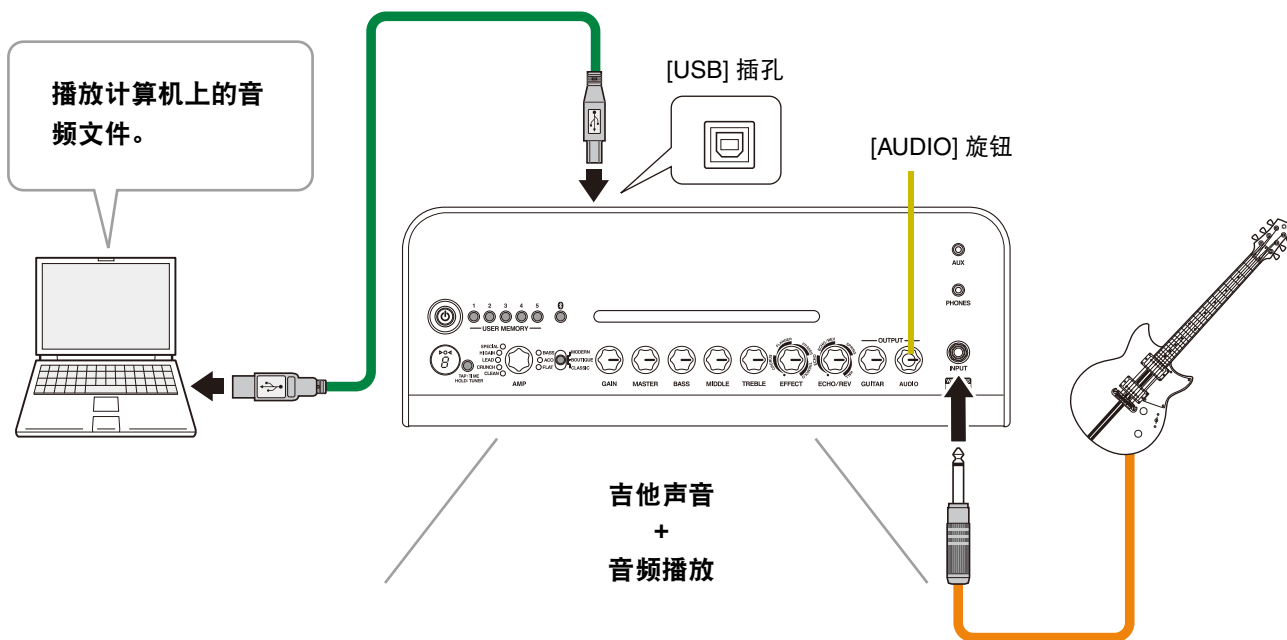 播放计算机上的音
频文件。
[USB] 插孔
[AUDIO] 旋钮
AUX
PHONES
1 2 3 4 5
USER MEMORY
SPECIAL
HI GAIN
LEAD
CRUNCH
CLEAN
BASS
ACO
FLAT
MODERN
BOUTIQUE
CLASSIC
TAP/TIME
HOLD: TUNER
AMP
GAIN
MASTER
BASS
MIDDLE
TREBLE
EFFECT
ECHO/REV
OUTPUT
GUITAR
AUDIO
INPUT
吉他声音
+
音频播放